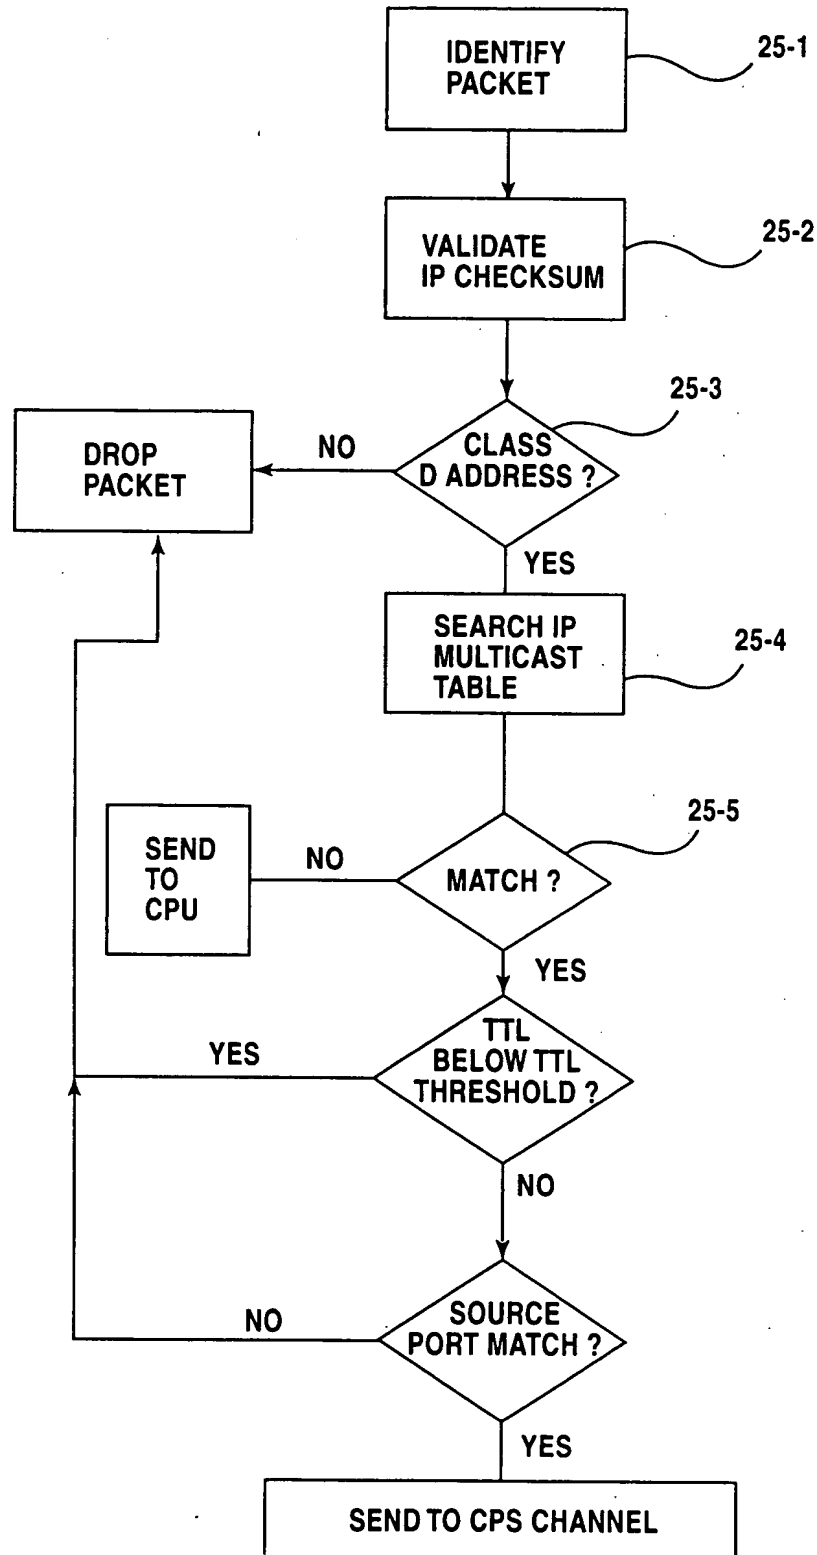 IDENTIFY
PACKET
25-1
VALIDATE
IP CHECKSUM
25-2
25-3
CLASS
D ADDRESS ?
NO
DROP
PACKET
YES
SEARCH IP
MULTICAST
TABLE
25-4
25-5
MATCH ?
NO
SEND
TO
CPU
YES
TTL
BELOW TTL
THRESHOLD ?
YES
NO
SOURCE
PORT MATCH ?
NO
YES
SEND TO CPS CHANNEL